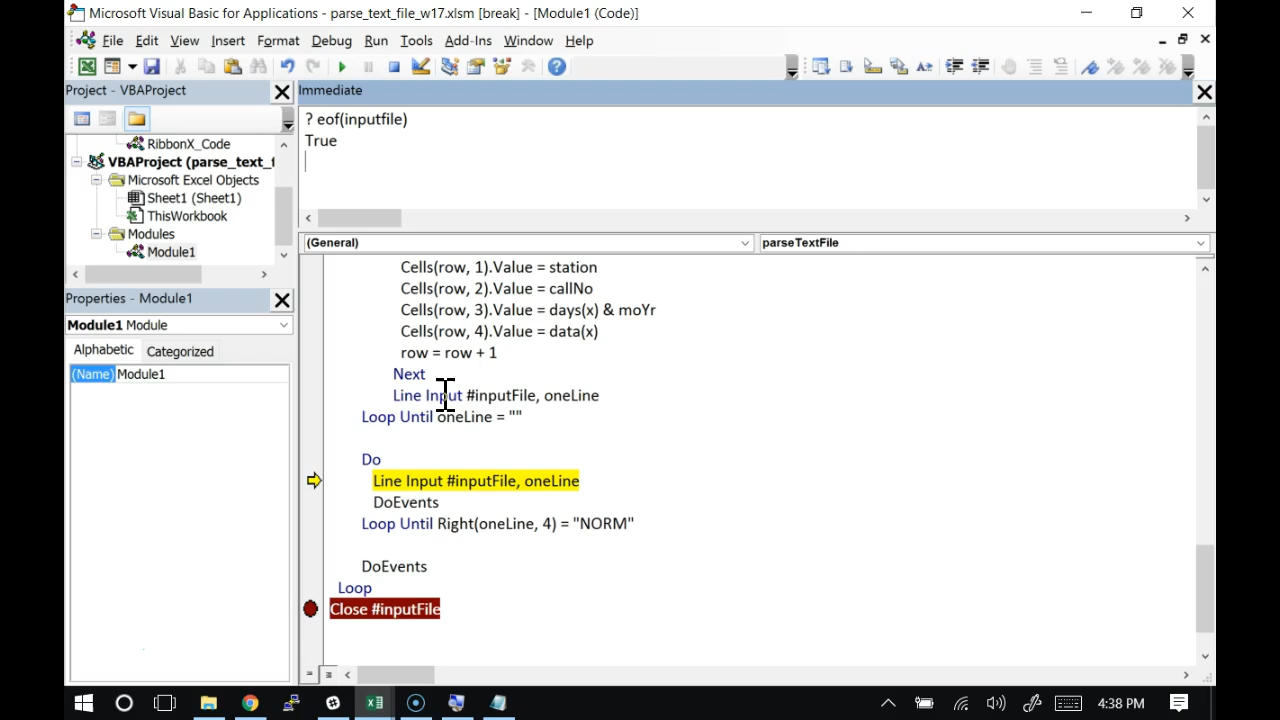 Microsoft Visual Basic for Applications - parse_text_file_w17.xlsm [break] - [Module1 (Code)]
File Edit View Insert Format Debug Run Tools Add-Ins Window Help
Project - VBAProject
Immediate
RibbonX_Code
VBAProject (parse_text_f
Microsoft Excel Objects
Sheet1 (Sheet1)
ThisWorkbook
Modules
Module1
? eof(inputfile)
True
(General)
parseTextFile
Properties - Module1
Module1 Module
Alphabetic Categorized
(Name) Module1
Cells(row, 1).Value = station
Cells(row, 2).Value = callNo
Cells(row, 3).Value = days(x) & moYr
Cells(row, 4).Value = data(x)
row = row + 1
Next
Line Input #inputFile, oneLine
Loop Until oneLine = ""
Do
Line Input #inputFile, oneLine
DoEvents
Loop Until Right(oneLine, 4) = "NORM"
DoEvents
Loop
Close #inputFile
4:38 PM